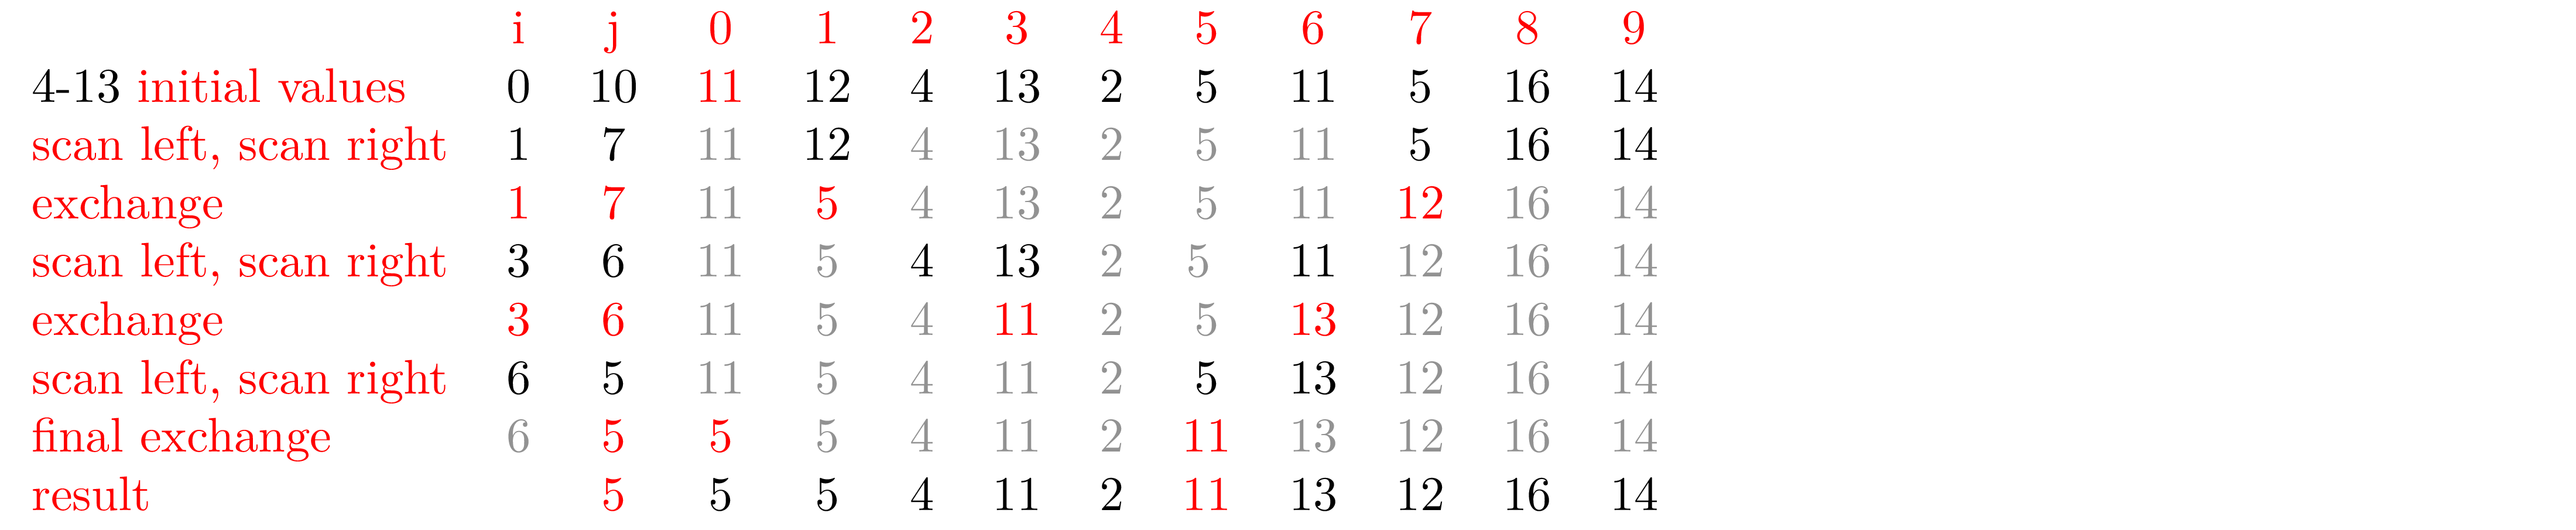 i j 0 1 2 3 4 5 6 7 8 9
4-13 initial values 0 10 11 12 4 13 2 5 11 5 16 14
scan left, scan right 1 7 11 12 4 13 2 5 11 5 16 14
exchange 1 7 11 5 4 13 2 5 11 12 16 14
scan left, scan right 3 6 11 5 4 13 2 5 11 12 16 14
exchange 3 6 11 5 4 11 2 5 13 12 16 14
scan left, scan right 6 5 11 5 4 11 2 5 13 12 16 14
final exchange 6 5 5 5 4 11 2 11 13 12 16 14
result 5 5 5 4 11 2 11 13 12 16 14